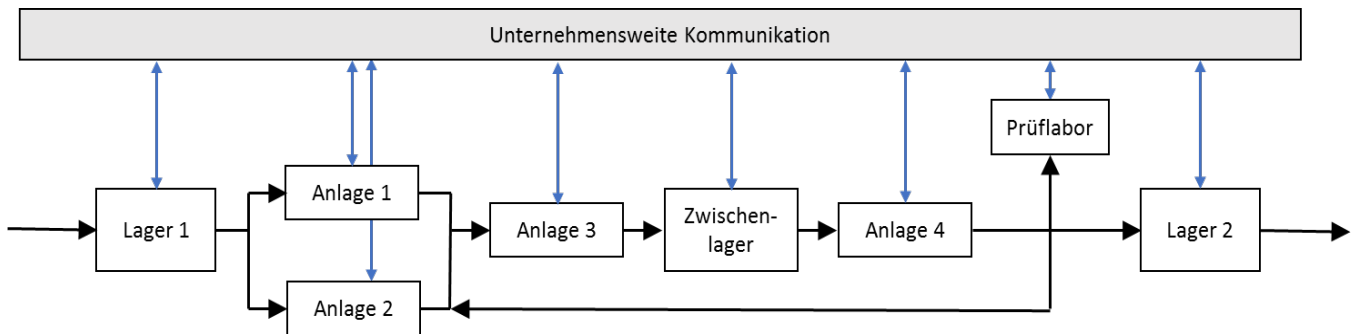 Unternehmensweite Kommunikation
Prüflabor
Anlage 1
Lager 1
Anlage 3
Zwischen-
lager
Anlage 4
Lager 2
Anlage 2